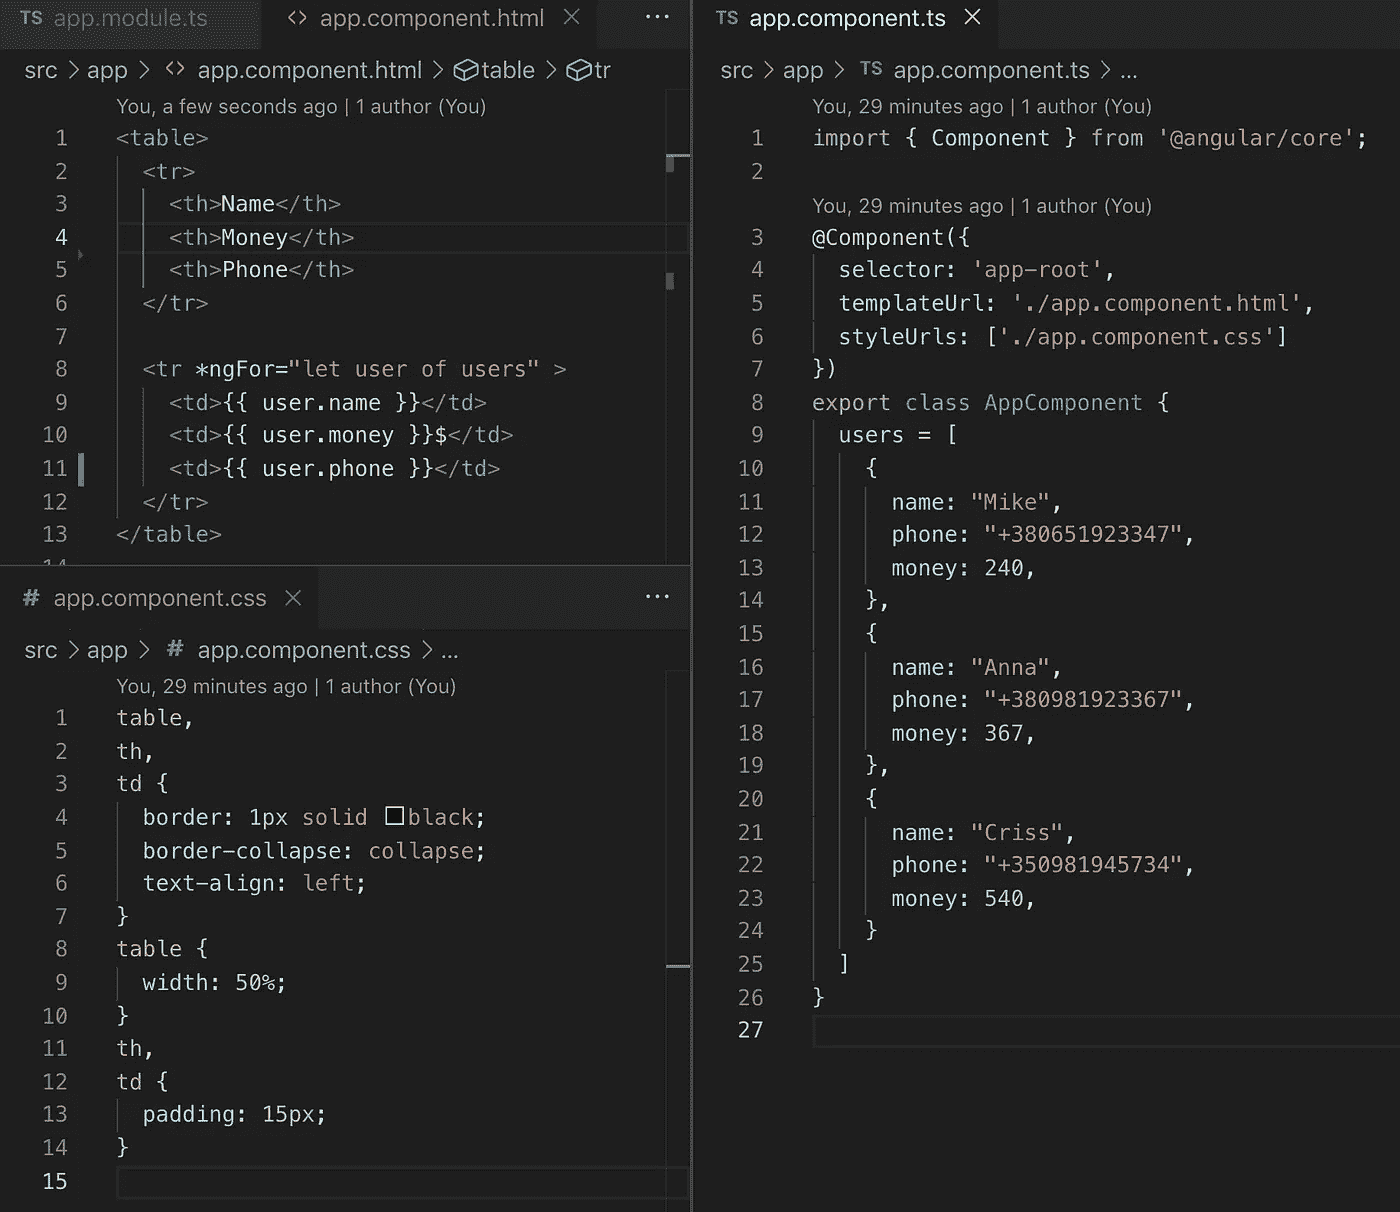 TS app.module.ts
<> app.component.html × ···
src > app > <> app.component.html > table > tr
You, a few seconds ago | 1 author (You)
1 <table>
2 <tr>
3 <th>Name</th>
4 <th>Money</th>
5 <th>Phone</th>
6 </tr>
7
8 <tr *ngFor="let user of users" >
9 <td>{{ user.name }}</td>
10 <td>{{ user.money }}$</td>
11 <td>{{ user.phone }}</td>
12 </tr>
13 </table>
14
# app.component.css × ···
src > app > # app.component.css > ...
You, 29 minutes ago | 1 author (You)
1 table,
2 th,
3 td {
4 border: 1px solid black;
5 border-collapse: collapse;
6 text-align: left;
7 }
8 table {
9 width: 50%;
10 }
11 th,
12 td {
13 padding: 15px;
14 }
15
TS app.component.ts ×
src > app > TS app.component.ts > ...
You, 29 minutes ago | 1 author (You)
1 import { Component } from '@angular/core';
2
You, 29 minutes ago | 1 author (You)
3 @Component({
4 selector: 'app-root',
5 templateUrl: './app.component.html',
6 styleUrls: ['./app.component.css']
7 })
8 export class AppComponent {
9 users = [
10 {
11 name: "Mike",
12 phone: "+380651923347",
13 money: 240,
14 },
15 {
16 name: "Anna",
17 phone: "+380981923367",
18 money: 367,
19 },
20 {
21 name: "Criss",
22 phone: "+350981945734",
23 money: 540,
24 }
25 ]
26 }
27